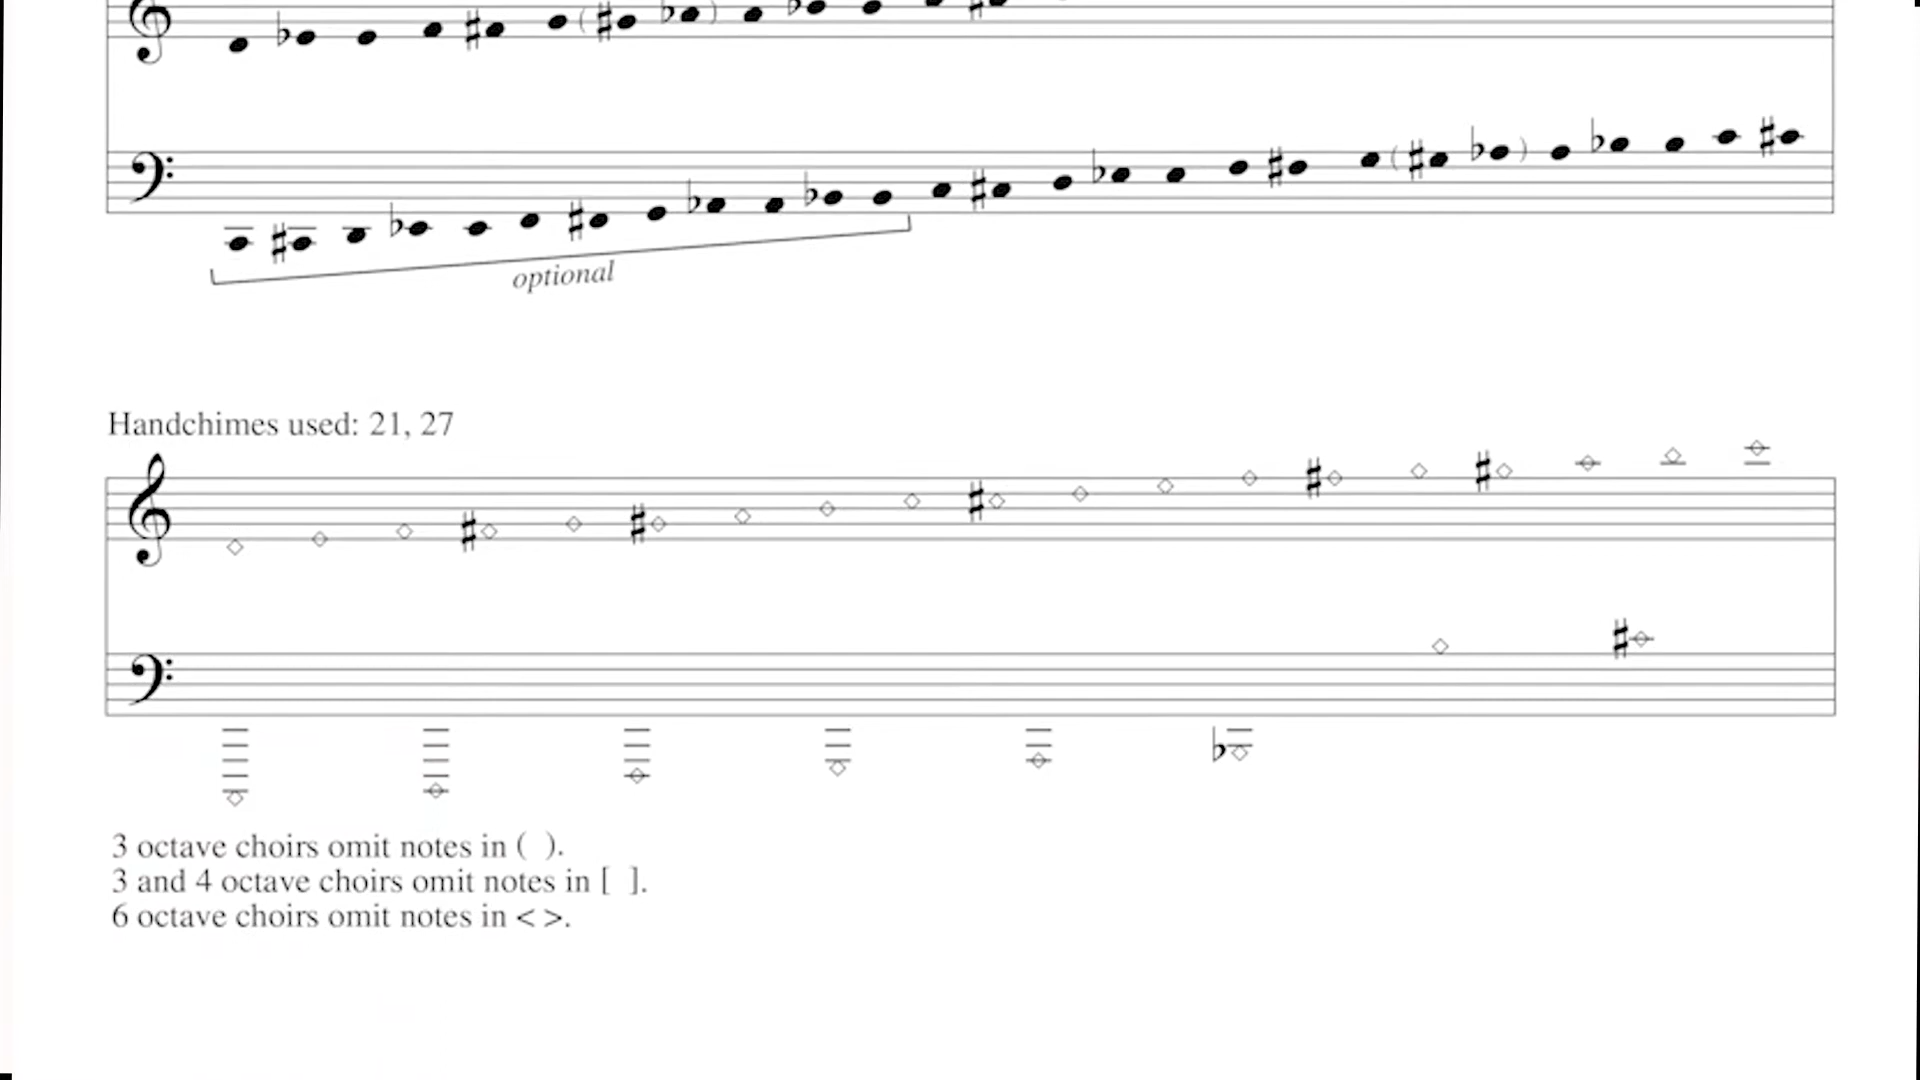 optional
Handchimes used: 21, 27
3 octave choirs omit notes in ( ).
3 and 4 octave choirs omit notes in [ ].
6 octave choirs omit notes in < >.